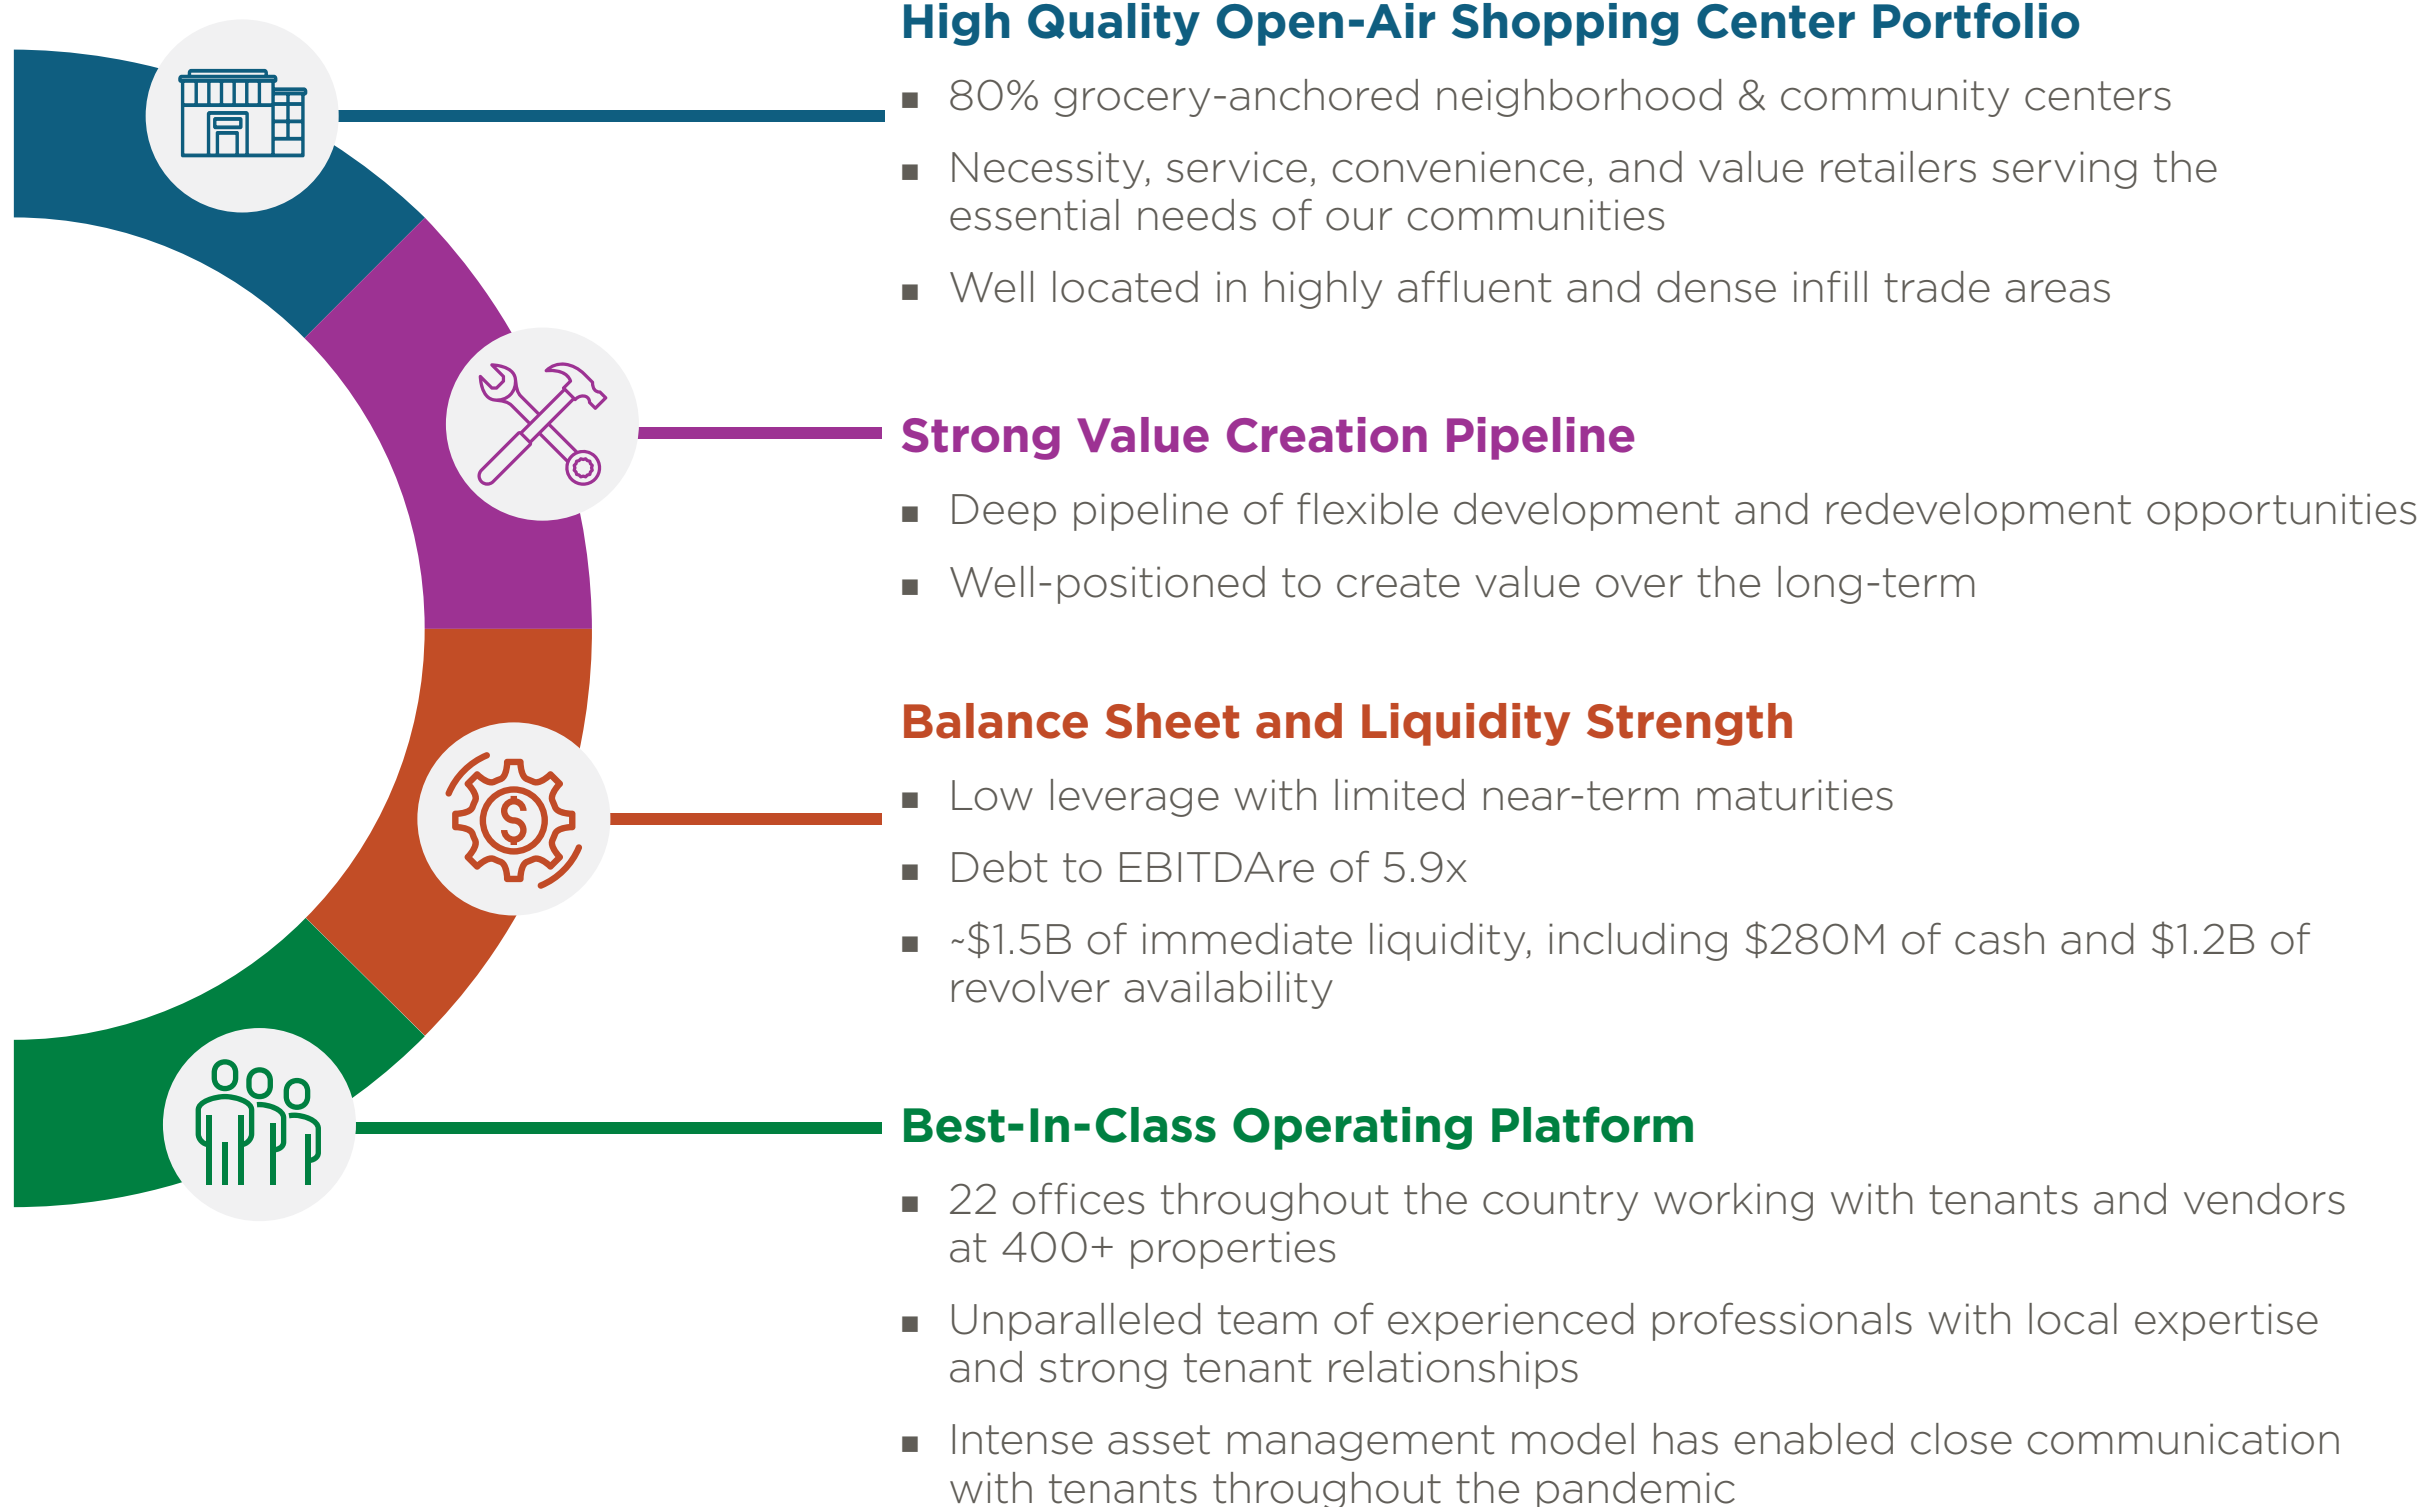 High Quality Open-Air Shopping Center Portfolio
▪ 80% grocery-anchored neighborhood & community centers
▪ Necessity, service, convenience, and value retailers serving the
essential needs of our communities
▪ Well located in highly affluent and dense infill trade areas
Strong Value Creation Pipeline
▪ Deep pipeline of flexible development and redevelopment opportunities
▪ Well-positioned to create value over the long-term
$
Balance Sheet and Liquidity Strength
▪ Low leverage with limited near-term maturities
▪ Debt to EBITDAre of 5.9x
▪ ~$1.5B of immediate liquidity, including $280M of cash and $1.2B of
revolver availability
Best-In-Class Operating Platform
▪ 22 offices throughout the country working with tenants and vendors
at 400+ properties
▪ Unparalleled team of experienced professionals with local expertise
and strong tenant relationships
▪ Intense asset management model has enabled close communication
with tenants throughout the pandemic